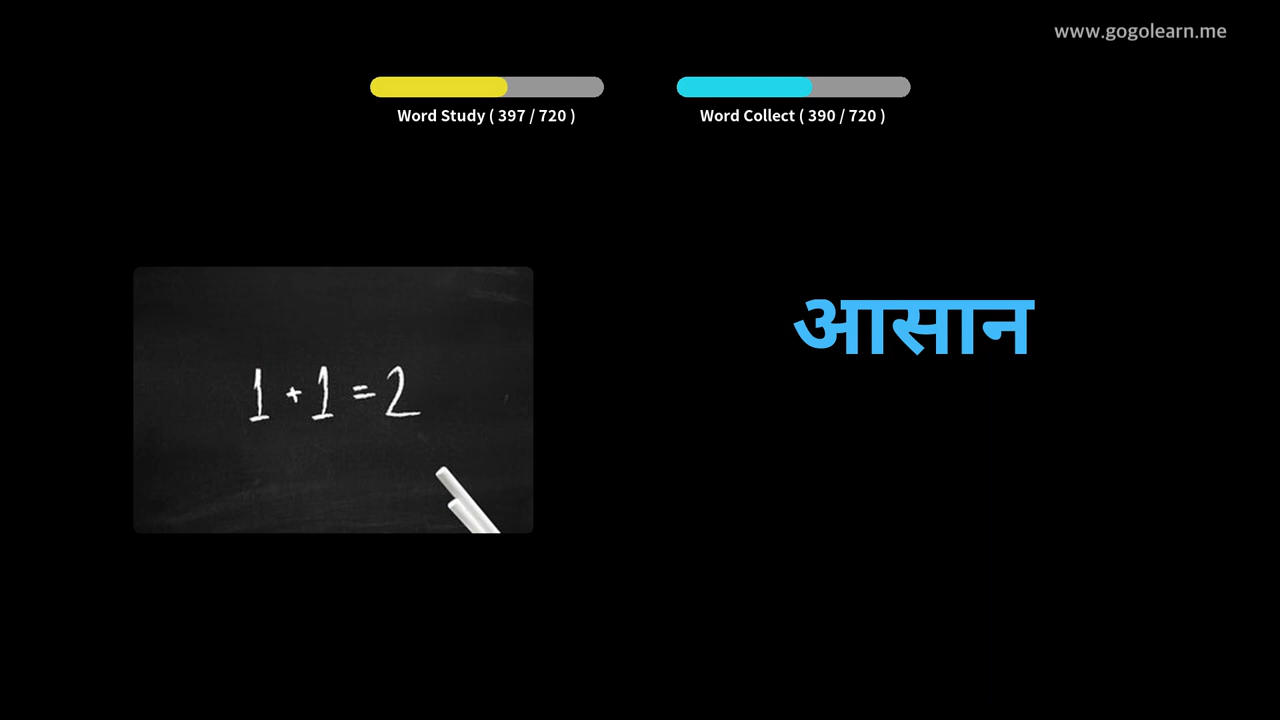 www.gogolearn.me
Word Study ( 397 / 720 )
Word Collect ( 390 / 720 )
आसान
1 + 1 = 2